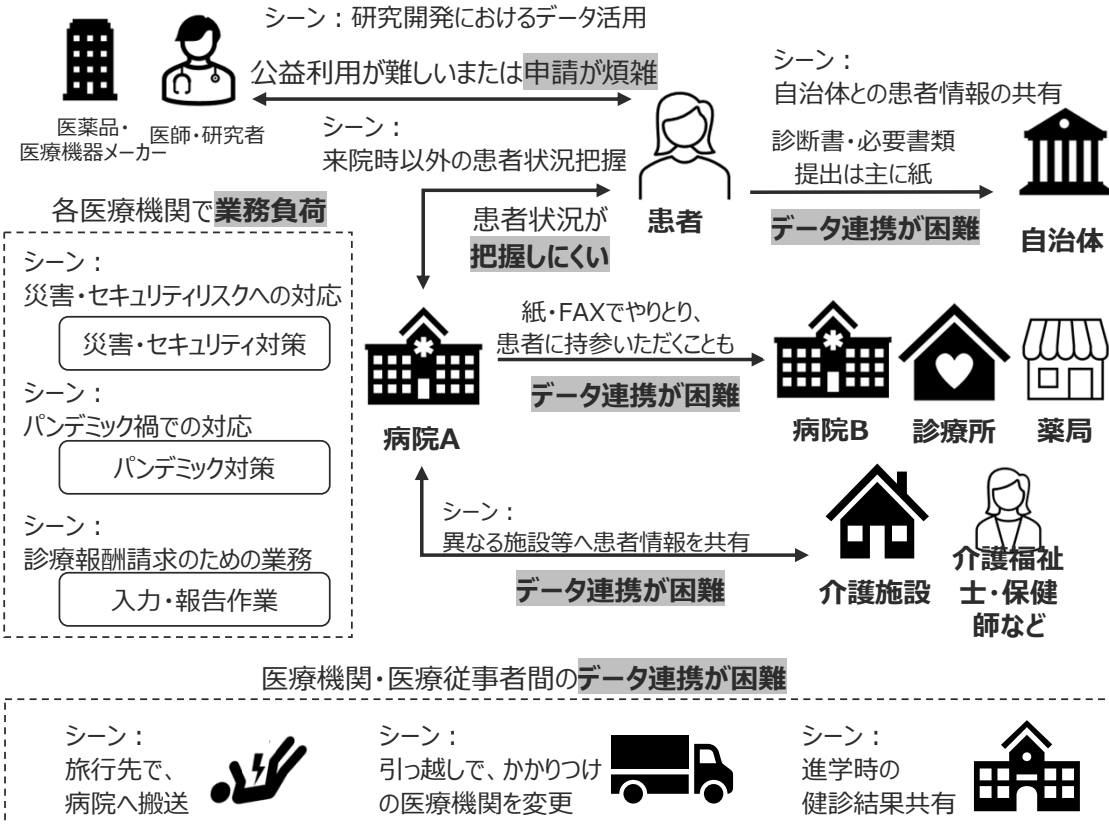 シーン：研究開発におけるデータ活用
公益利用が難しいまたは申請が煩雑
医薬品・
医療機器メーカー
医師・研究者
シーン：
来院時以外の患者状況把握
患者状況が
把握しにくい
患者
シーン：
自治体との患者情報の共有
診断書・必要書類
提出は主に紙
データ連携が困難
自治体
各医療機関で業務負荷
シーン：
災害・セキュリティリスクへの対応
災害・セキュリティ対策
シーン：
パンデミック禍での対応
パンデミック対策
シーン：
診療報酬請求のための業務
入力・報告作業
病院A
紙・FAXでやりとり、
患者に持参いただくことも
データ連携が困難
病院B
診療所
薬局
シーン：
異なる施設等へ患者情報を共有
データ連携が困難
介護施設
介護福祉
士・保健
師など
医療機関・医療従事者間のデータ連携が困難
シーン：
旅行先で、
病院へ搬送
シーン：
引っ越しで、かかりつけ
の医療機関を変更
シーン：
進学時の
健診結果共有